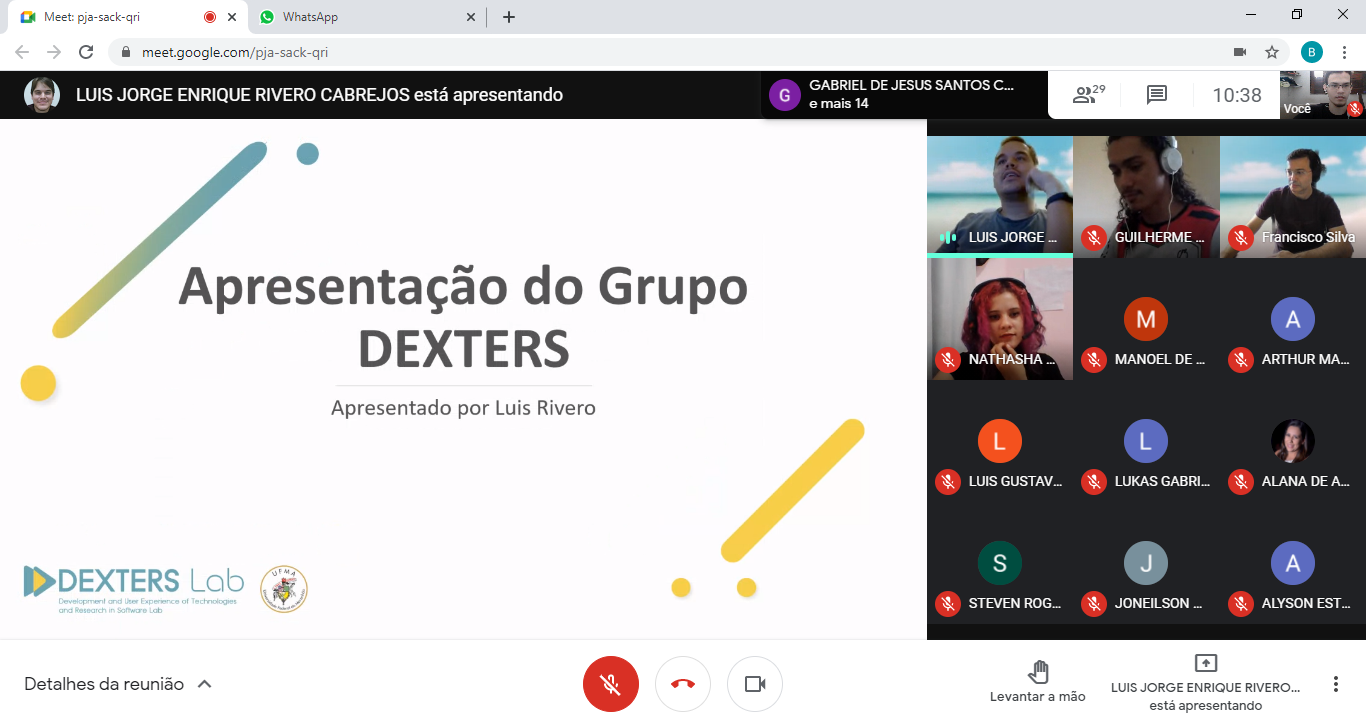 Meet: pja-sack-qri
WhatsApp
meet.google.com/pja-sack-qri
B
LUIS JORGE ENRIQUE RIVERO CABREJOS está apresentando
G
GABRIEL DE JESUS SANTOS C...
e mais 14
29
10:38
Você
Apresentação do Grupo
DEXTERS
Apresentado por Luis Rivero
DEXTERS Lab
Development and User Experience of Technologies
and Research in Software Lab
UFMA
LUIS JORGE ...
GUILHERME ...
Francisco Silva
NATHASHA ...
M
MANOEL DE ...
A
ARTHUR MA...
L
LUIS GUSTAV...
L
LUKAS GABRI...
ALANA DE A...
S
STEVEN ROG...
J
JONEILSON ...
A
ALYSON EST...
Detalhes da reunião
Levantar a mão
LUIS JORGE ENRIQUE RIVERO...
está apresentando